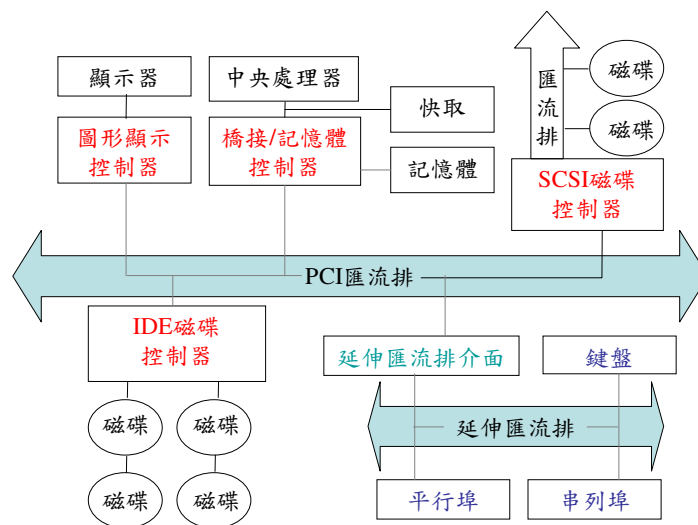 顯示器
中央處理器
快取
匯流排
磁碟
磁碟
圖形顯示
控制器
橋接/記憶體
控制器
記憶體
SCSI磁碟
控制器
PCI匯流排
IDE磁碟
控制器
延伸匯流排介面
鍵盤
磁碟
磁碟
延伸匯流排
磁碟
磁碟
平行埠
串列埠